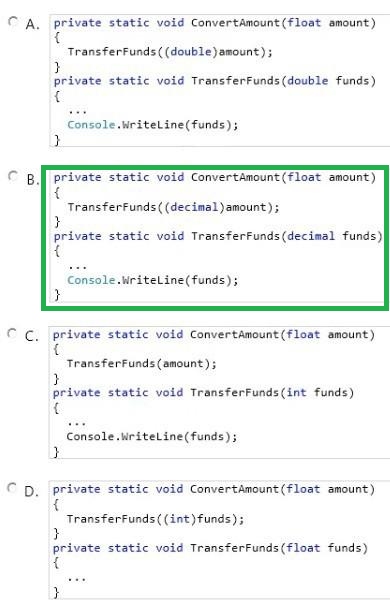 A. private static void ConvertAmount(float amount)
{
TransferFunds((double)amount);
}
private static void TransferFunds(double funds)
{
...
Console.WriteLine(funds);
}
B. private static void ConvertAmount(float amount)
{
TransferFunds((decimal)amount);
}
private static void TransferFunds(decimal funds)
{
...
Console.WriteLine(funds);
}
C. private static void ConvertAmount(float amount)
{
TransferFunds(amount);
}
private static void TransferFunds(int funds)
{
...
Console.WriteLine(funds);
}
D. private static void ConvertAmount(float amount)
{
TransferFunds((int)funds);
}
private static void TransferFunds(float funds)
{
...
}